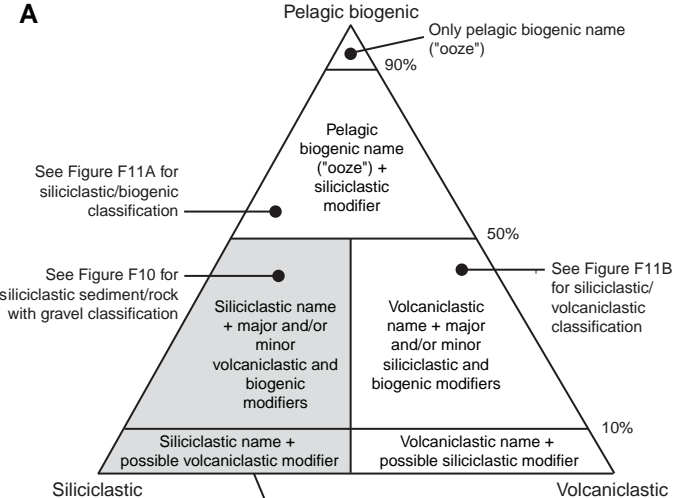 A
Pelagic biogenic
Only pelagic biogenic name
("ooze")
90%
Pelagic
biogenic name
("ooze") +
siliciclastic
modifier
See Figure F11A for
siliciclastic/biogenic
classification
50%
See Figure F10 for
siliciclastic sediment/rock
with gravel classification
See Figure F11B
for siliciclastic/
volcaniclastic
classification
Siliciclastic name
+ major and/or
minor
volcaniclastic and
biogenic
modifiers
Volcaniclastic
name + major
and/or minor
siliciclastic and
biogenic modifiers
10%
Siliciclastic name +
possible volcaniclastic modifier
Volcaniclastic name +
possible siliciclastic modifier
Siliciclastic
Volcaniclastic